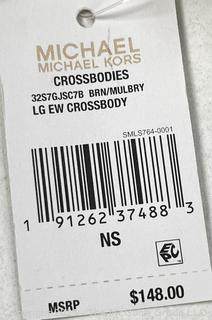 MICHAEL
MICHAEL KORS
CROSSBODIES
32S7GJSC7B BRN/MULBRY
LG EW CROSSBODY
SMLS764-0001
1 91262 37488 3
NS
EPC
MSRP $148.00